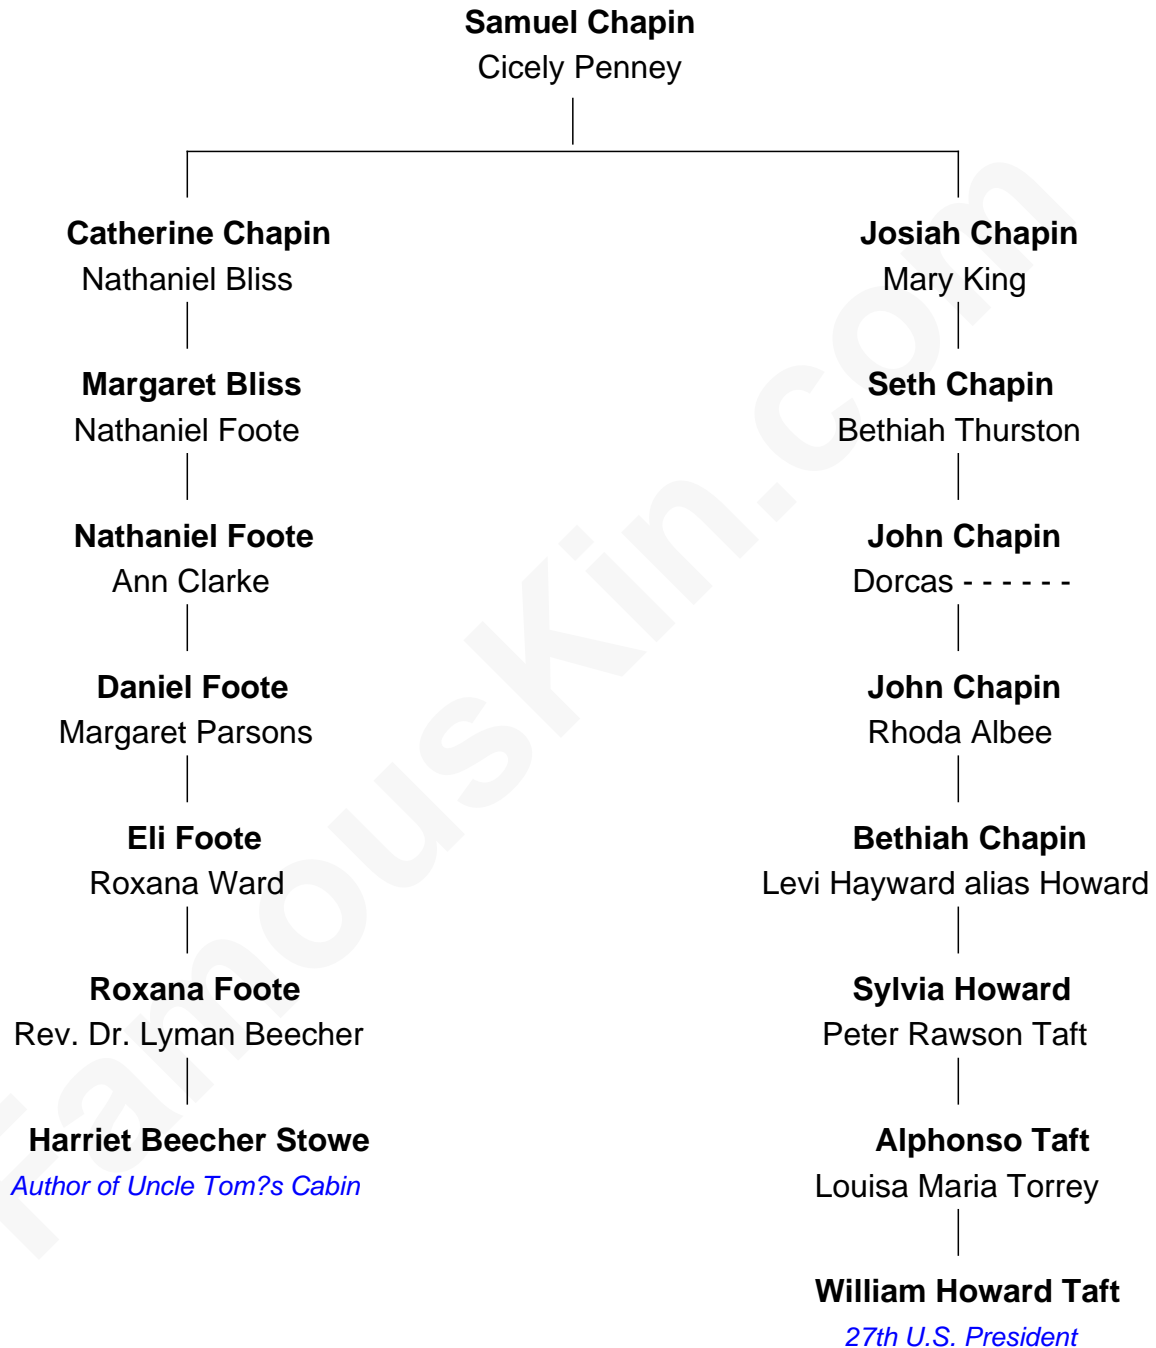 Samuel Chapin
Cicely Penney
Catherine Chapin
Nathaniel Bliss
Josiah Chapin
Mary King
Margaret Bliss
Nathaniel Foote
Seth Chapin
Bethiah Thurston
Nathaniel Foote
Ann Clarke
John Chapin
Dorcas - - - - - -
Daniel Foote
Margaret Parsons
John Chapin
Rhoda Albee
Eli Foote
Roxana Ward
Bethiah Chapin
Levi Hayward alias Howard
Roxana Foote
Rev. Dr. Lyman Beecher
Sylvia Howard
Peter Rawson Taft
Harriet Beecher Stowe
Author of Uncle Tom?s Cabin
Alphonso Taft
Louisa Maria Torrey
William Howard Taft
27th U.S. President
FamousKin.com